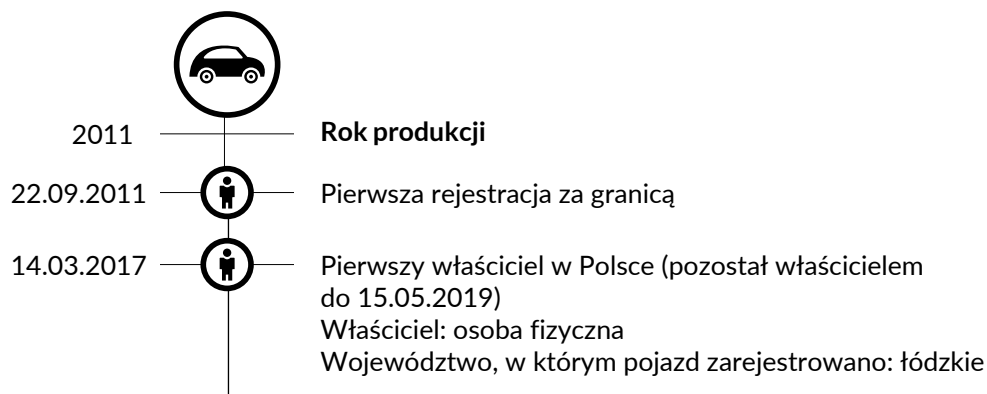 2011 Rok produkcji
22.09.2011 Pierwsza rejestracja za granicą
14.03.2017 Pierwszy właściciel w Polsce (pozostał właścicielem
do 15.05.2019)
Właściciel: osoba fizyczna
Województwo, w którym pojazd zarejestrowano: łódzkie